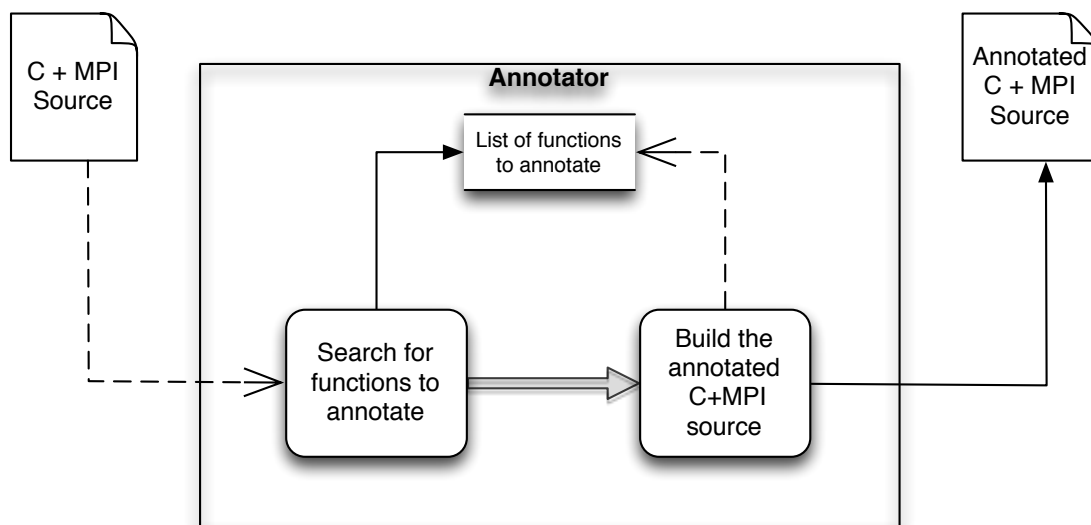 C + MPI
Source
Annotator
List of functions
to annotate
Annotated
C + MPI
Source
Search for
functions to
annotate
Build the
annotated
C+MPI
source